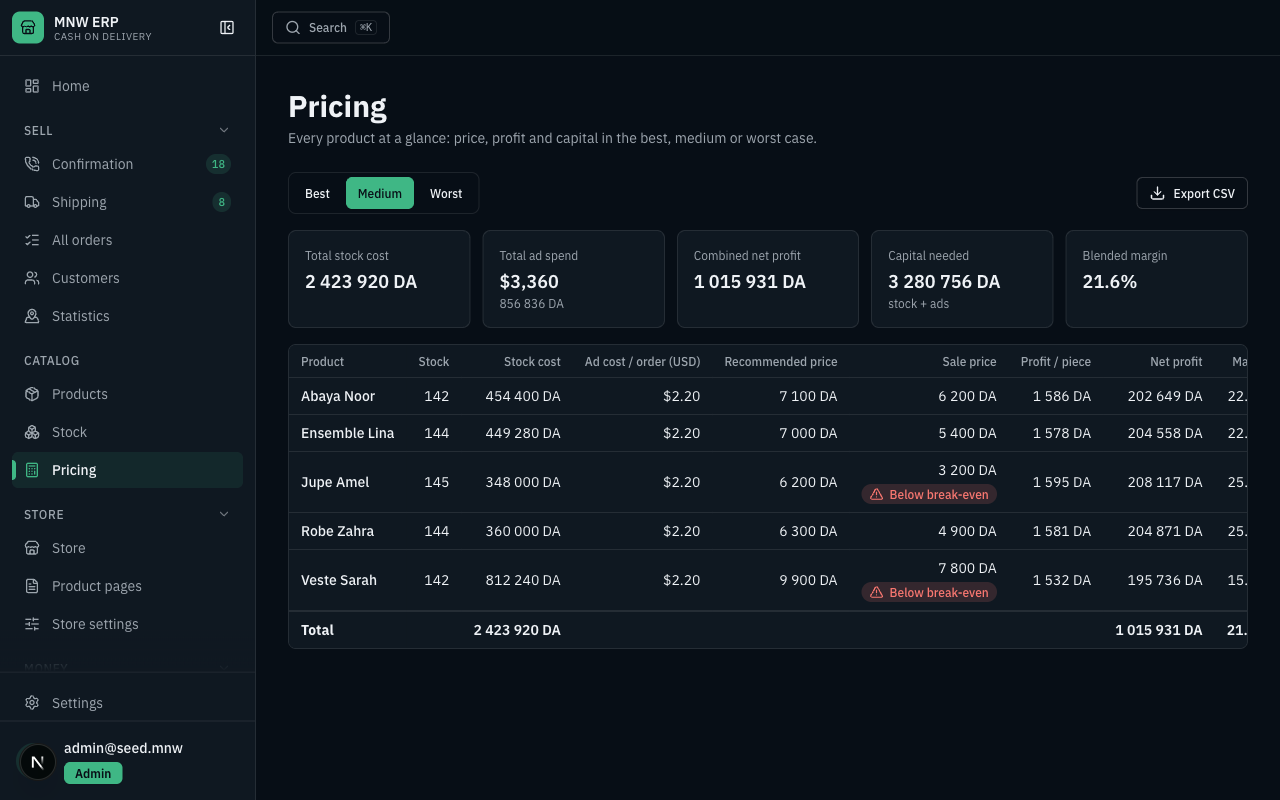 MNW ERP
CASH ON DELIVERY
Search ⌘K
Home
SELL
Confirmation 18
Shipping 8
All orders
Customers
Statistics
CATALOG
Products
Stock
Pricing
STORE
Store
Product pages
Store settings
MONEY
Settings
N
admin@seed.mnw
Admin
Pricing
Every product at a glance: price, profit and capital in the best, medium or worst case.
Best Medium Worst
Export CSV
Total stock cost
2 423 920 DA
Total ad spend
$3,360
856 836 DA
Combined net profit
1 015 931 DA
Capital needed
3 280 756 DA
stock + ads
Blended margin
21.6%
Product Stock Stock cost Ad cost / order (USD) Recommended price Sale price Profit / piece Net profit Ma
Abaya Noor 142 454 400 DA $2.20 7 100 DA 6 200 DA 1 586 DA 202 649 DA 22.
Ensemble Lina 144 449 280 DA $2.20 7 000 DA 5 400 DA 1 578 DA 204 558 DA 22.
Jupe Amel 145 348 000 DA $2.20 6 200 DA 3 200 DA 1 595 DA 208 117 DA 25.
Below break-even
Robe Zahra 144 360 000 DA $2.20 6 300 DA 4 900 DA 1 581 DA 204 871 DA 25.
Veste Sarah 142 812 240 DA $2.20 9 900 DA 7 800 DA 1 532 DA 195 736 DA 15.
Below break-even
Total 2 423 920 DA 1 015 931 DA 21.